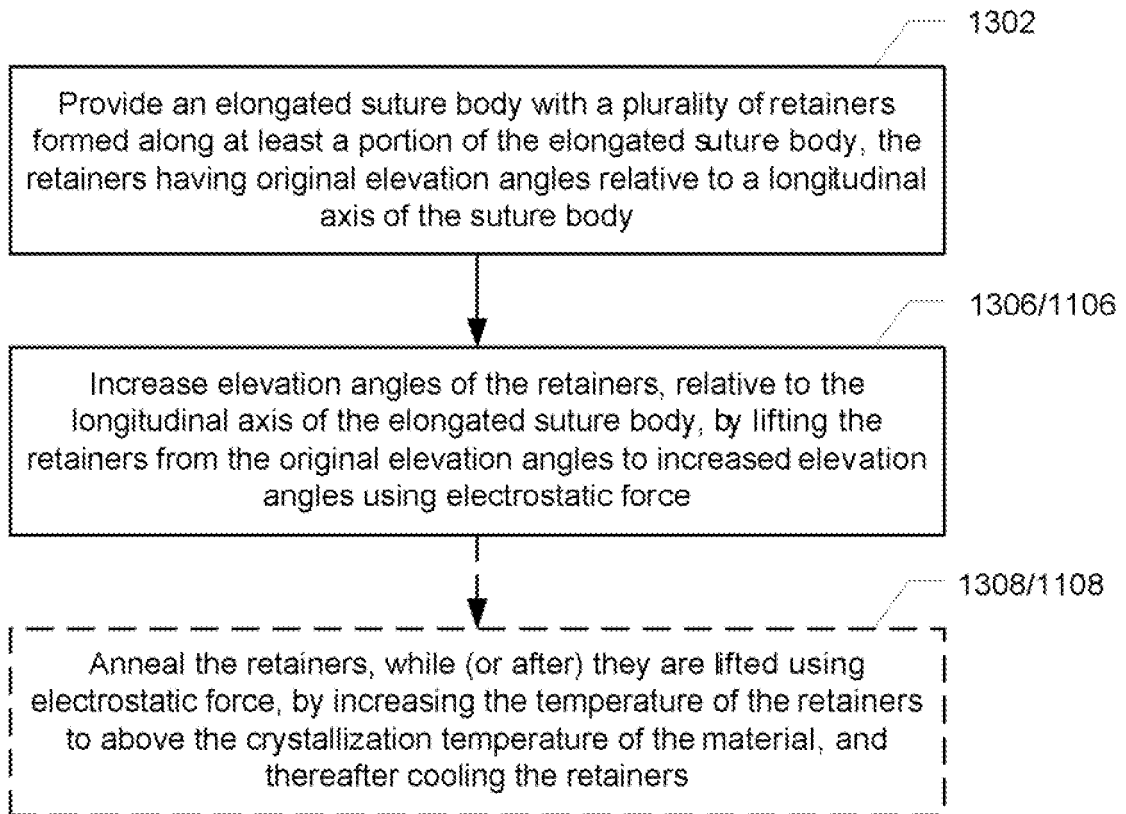 1302
Provide an elongated suture body with a plurality of retainers
formed along at least a portion of the elongated suture body, the
retainers having original elevation angles relative to a longitudinal
axis of the suture body
1306/1106
Increase elevation angles of the retainers, relative to the
longitudinal axis of the elongated suture body, by lifting the
retainers from the original elevation angles to increased elevation
angles using electrostatic force
1308/1108
Anneal the retainers, while (or after) they are lifted using
electrostatic force, by increasing the temperature of the retainers
to above the crystallization temperature of the material, and
thereafter cooling the retainers